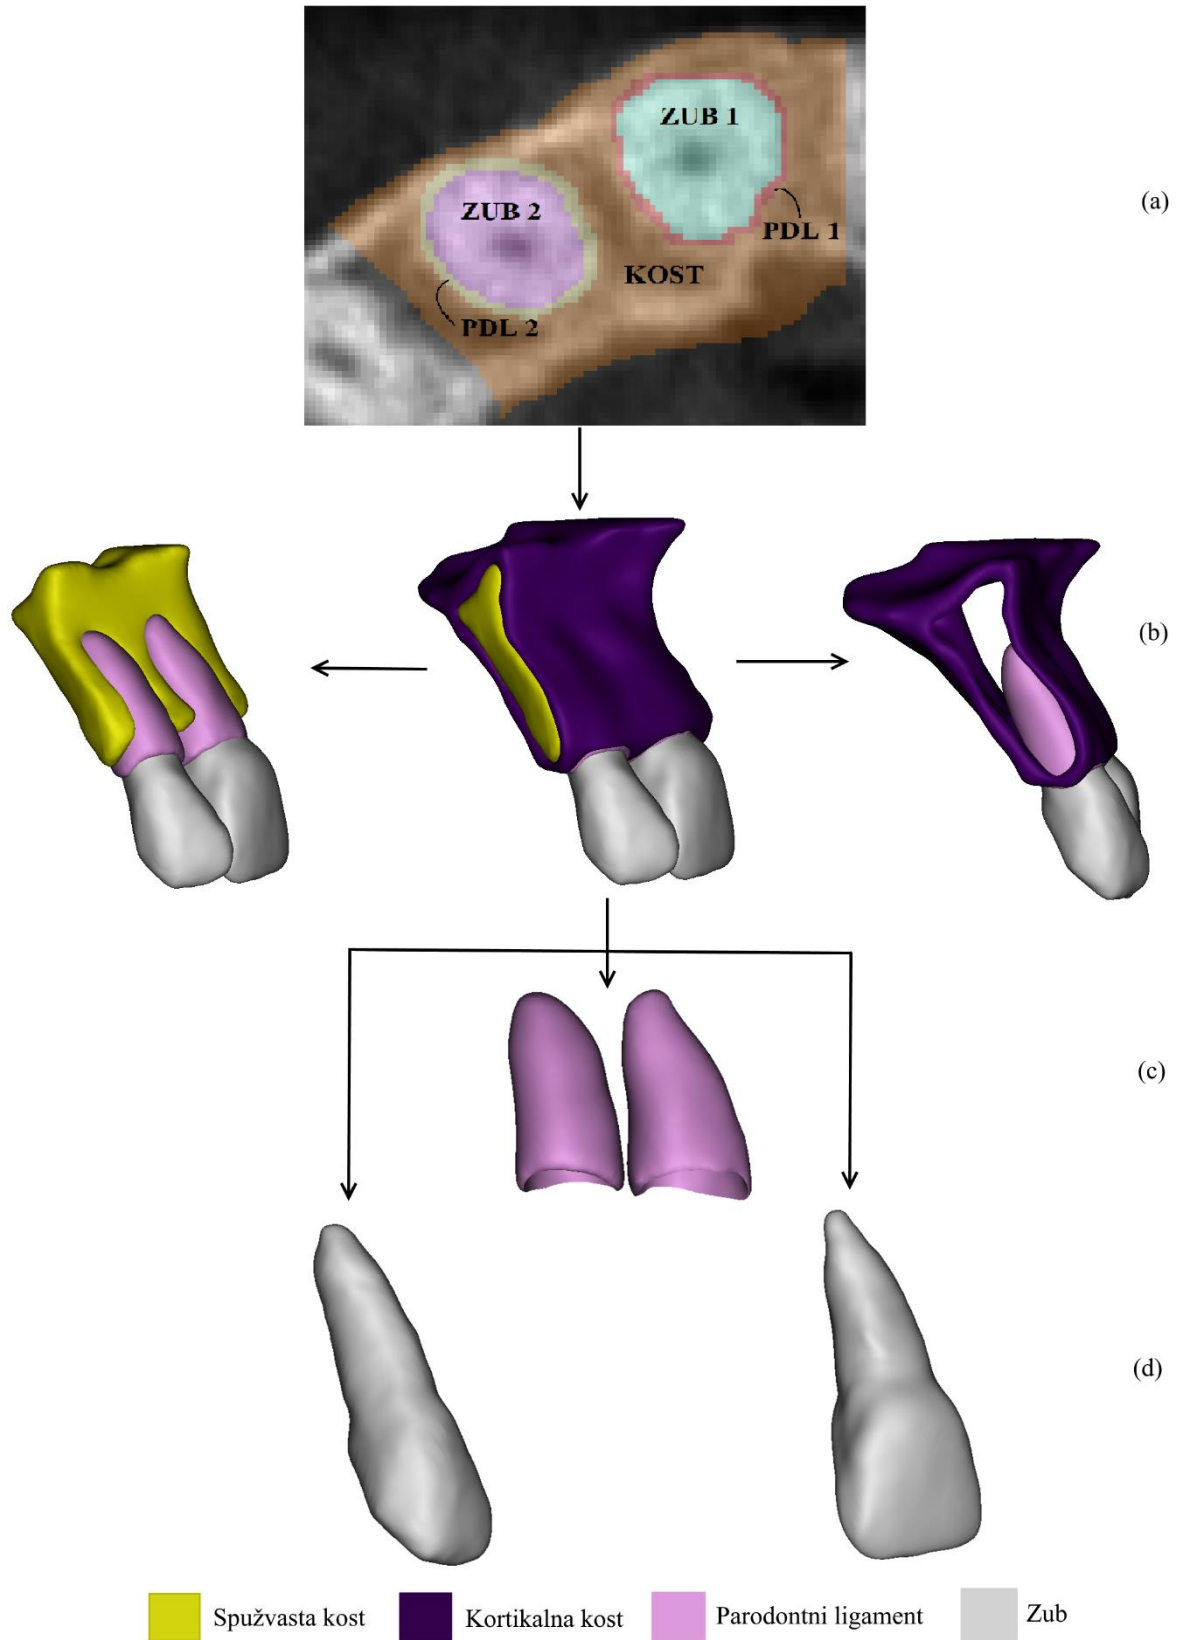 ZUB 1
ZUB 2
PDL 1
KOST
PDL 2
(a)
(b)
(c)
(d)
Spužvasta kost
Kortikalna kost
Parodontni ligament
Zub